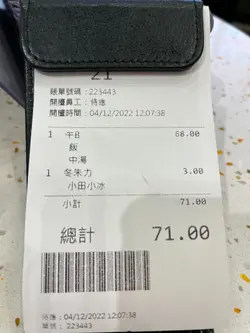 21
賬單號碼：223443
開檯員工：侍應
開檯時間：04/12/2022 12:07:38
1 午B 68.00
飯
中湯
1 冬朱力 3.00
小田小冰
小計 71.00
總計 71.00
侍應：04/12/2022 12:07:38
單號：223443